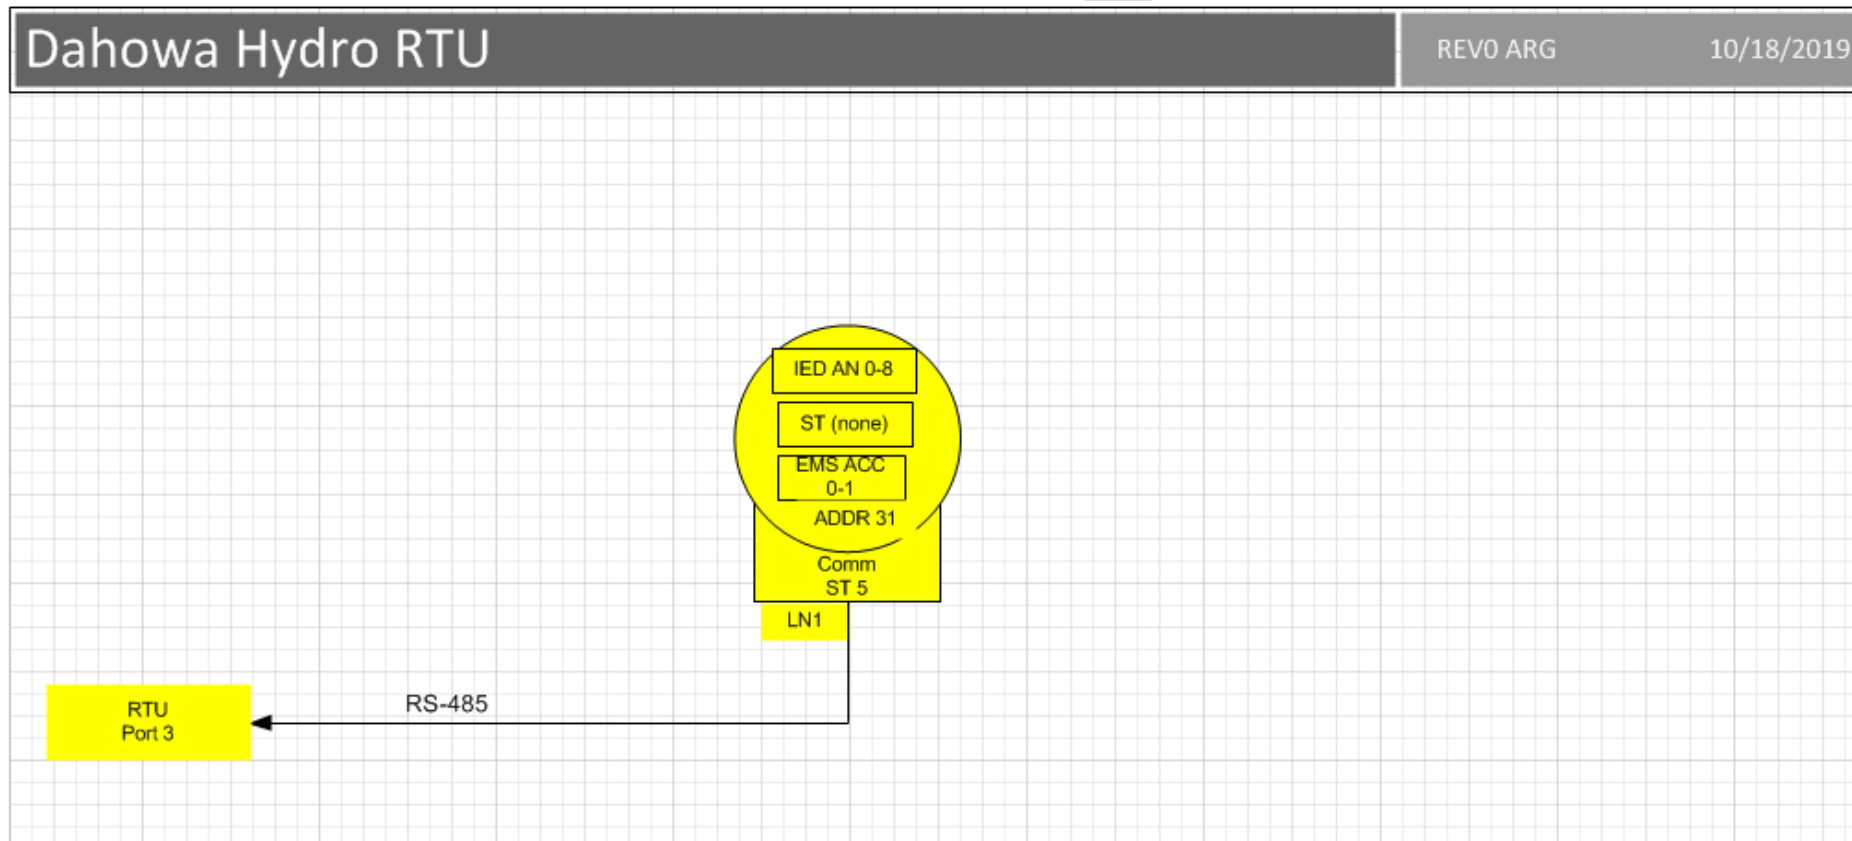 Dahowa Hydro RTU
REV0 ARG
10/18/2019
IED AN 0-8
ST (none)
EMS ACC
0-1
ADDR 31
Comm
ST 5
LN1
RS-485
RTU
Port 3